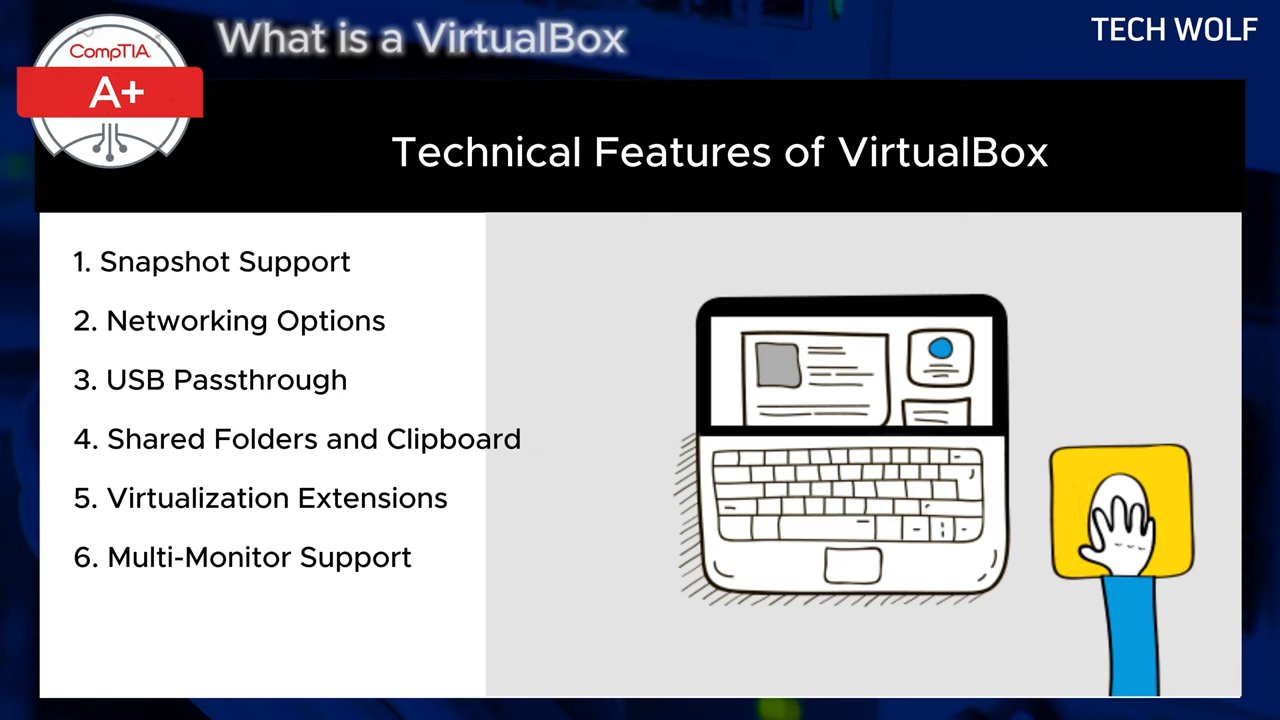 CompTIA.
A+
What is a VirtualBox
TECH WOLF
Technical Features of VirtualBox
1. Snapshot Support
2. Networking Options
3. USB Passthrough
4. Shared Folders and Clipboard
5. Virtualization Extensions
6. Multi-Monitor Support